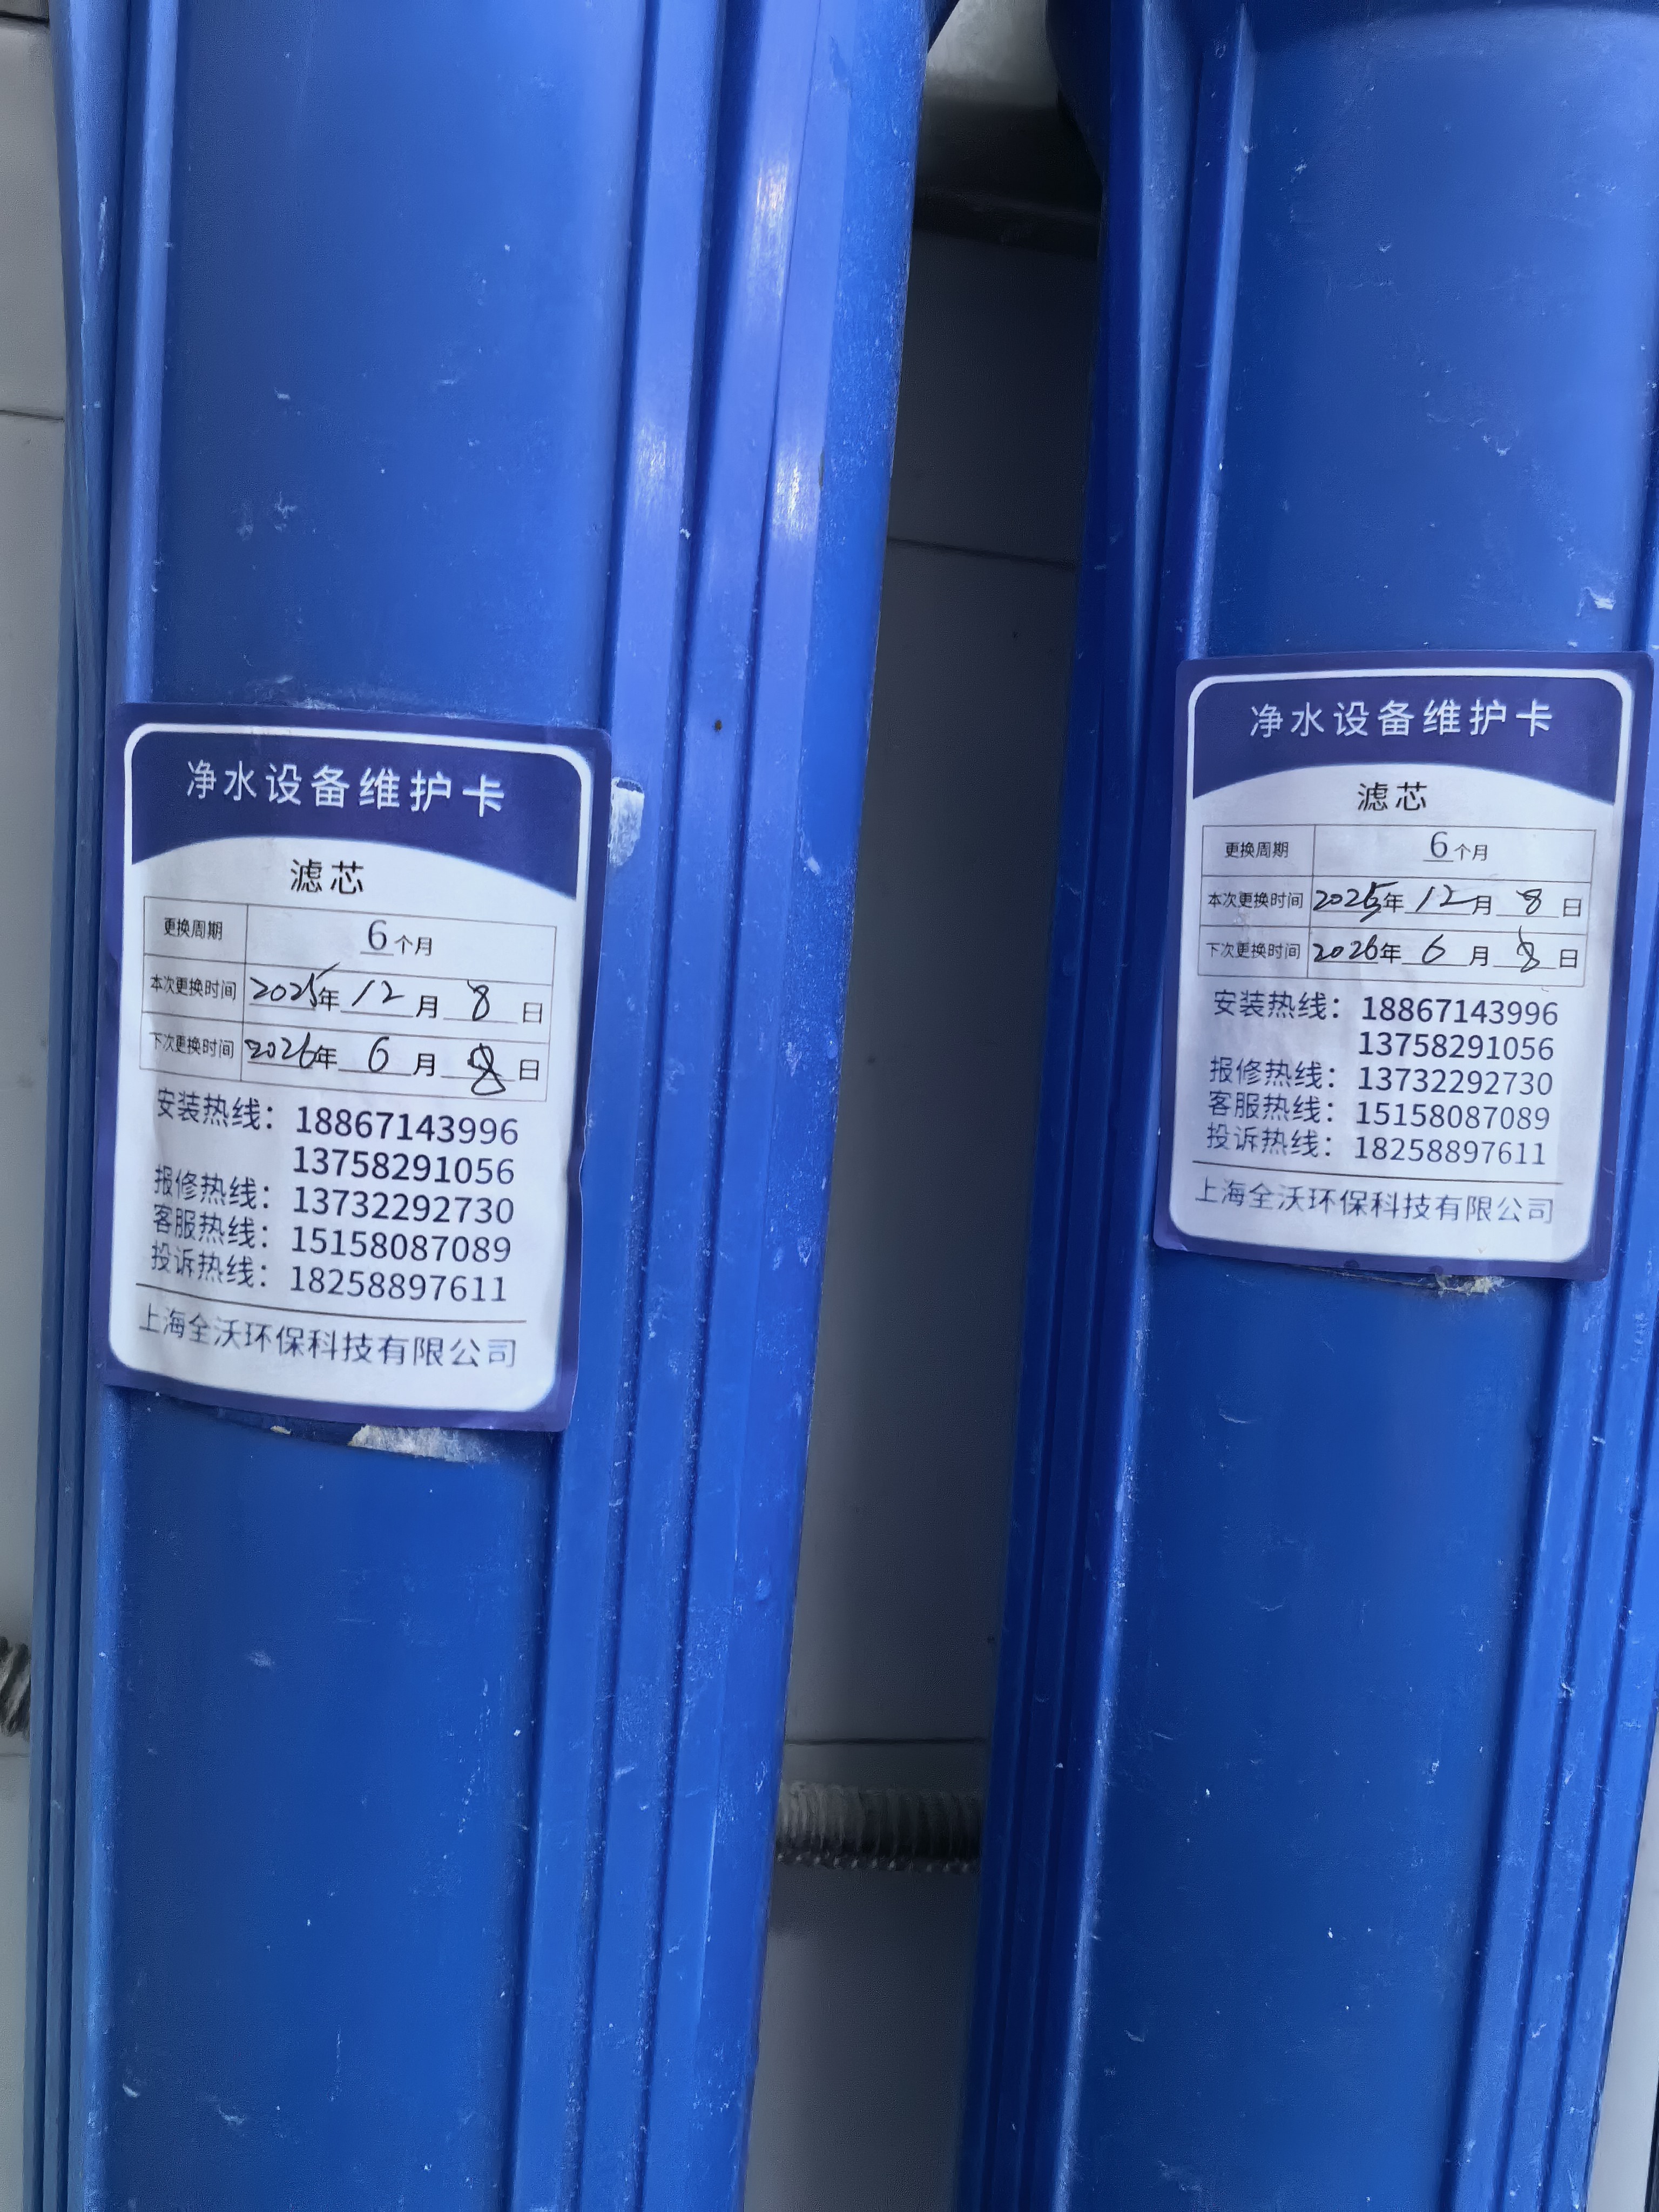 净水设备维护卡
滤芯
更换周期 6个月
本次更换时间 2025年12月8日
下次更换时间 2026年6月8日
安装热线：18867143996
13758291056
报修热线：13732292730
客服热线：15158087089
投诉热线：18258897611
上海全沃环保科技有限公司
净水设备维护卡
滤芯
更换周期 6个月
本次更换时间 2025年12月8日
下次更换时间 2026年6月8日
安装热线：18867143996
13758291056
报修热线：13732292730
客服热线：15158087089
投诉热线：18258897611
上海全沃环保科技有限公司